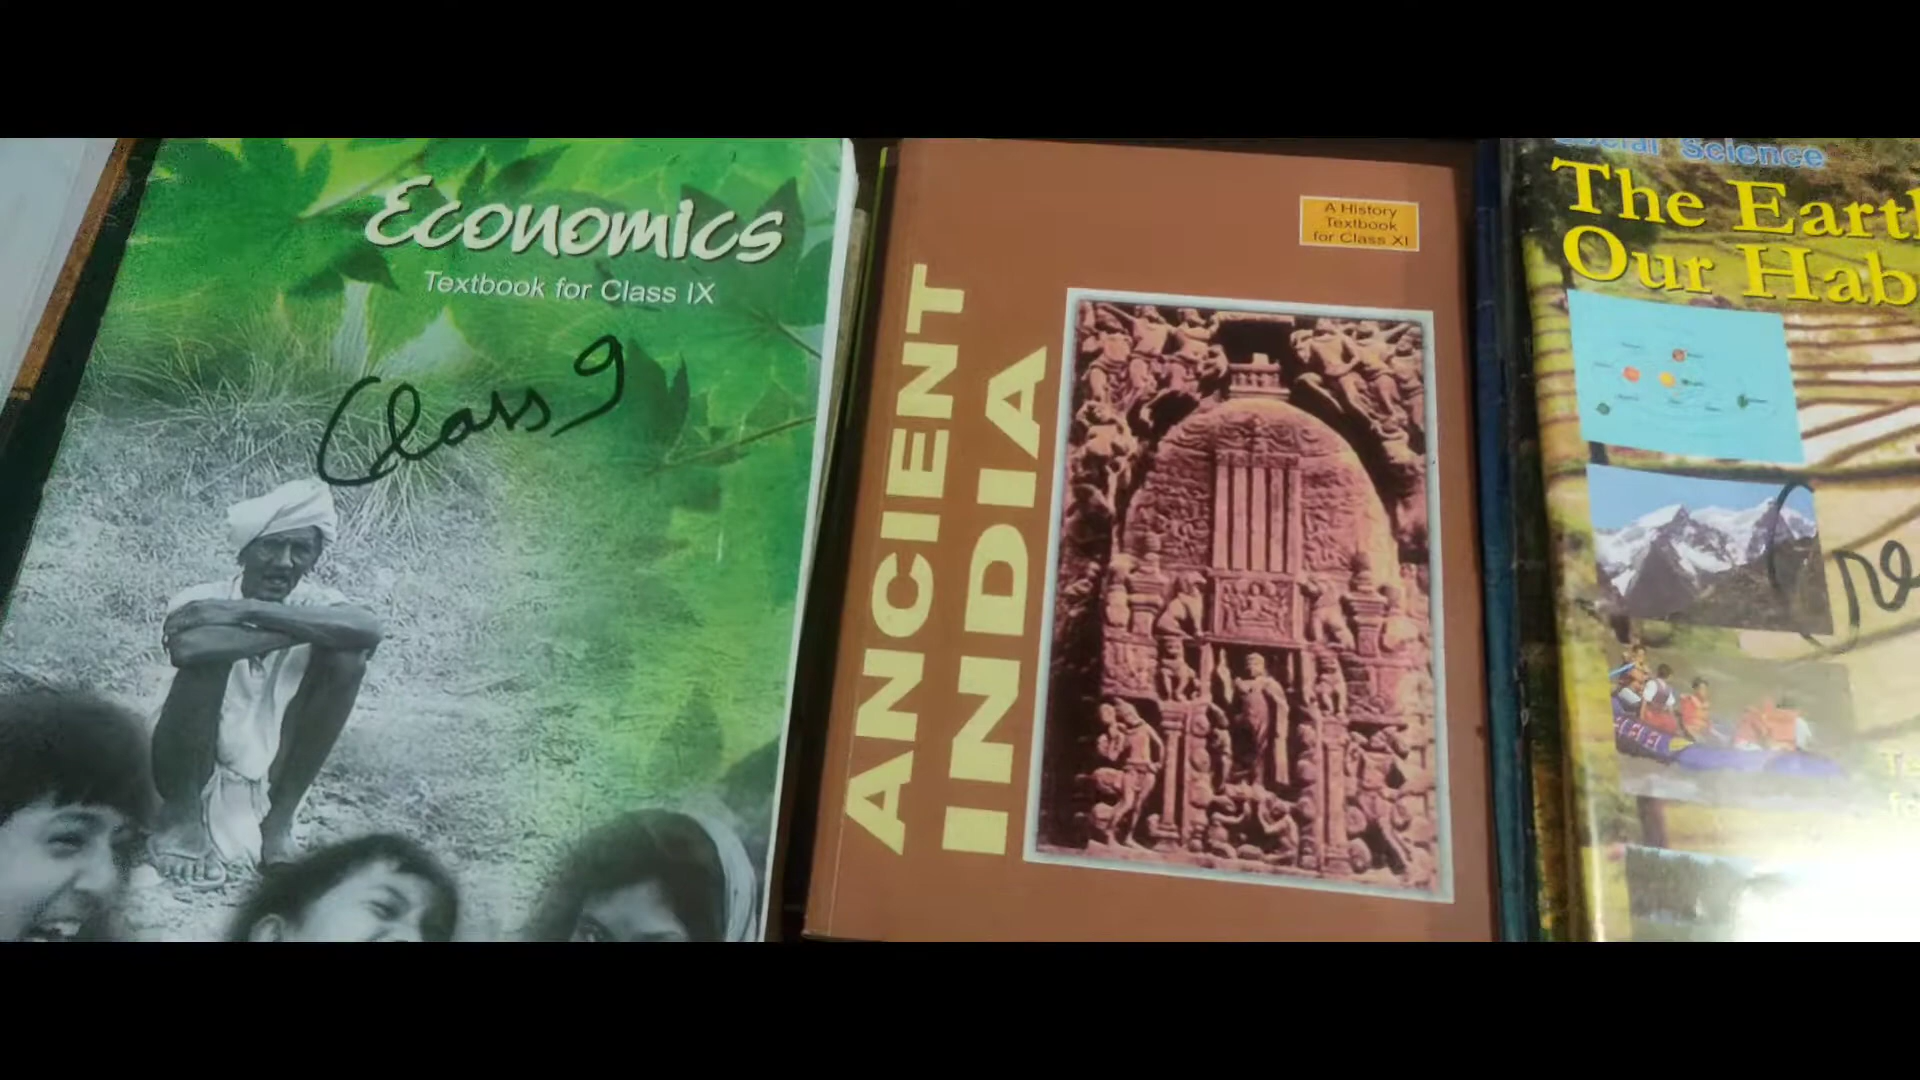 Economics
Textbook for Class IX
Class 9
A History
Textbook
for Class XI
ANCIENT
INDIA
Science
The Eart
Our Hab